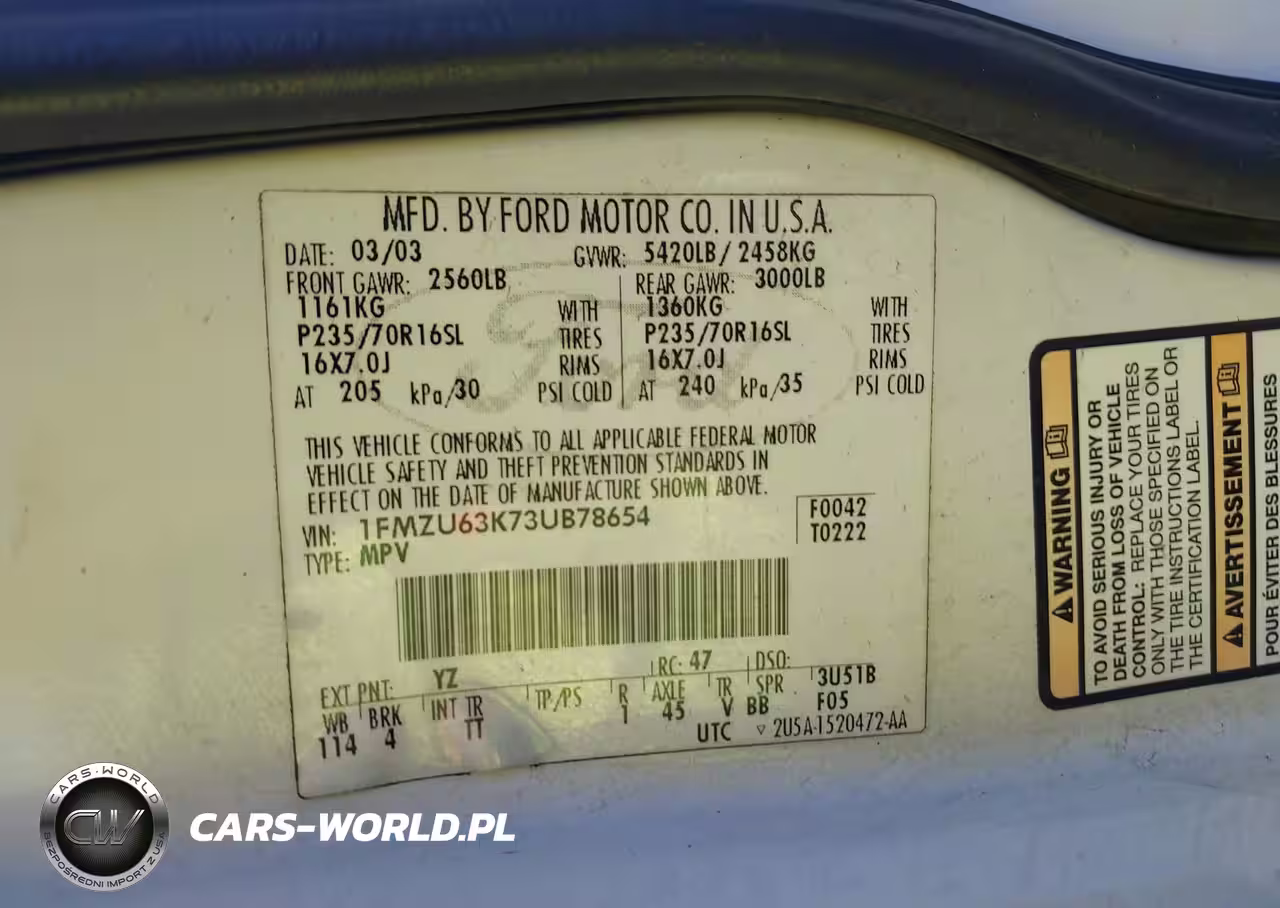 MFD. BY FORD MOTOR CO. IN U.S.A.
DATE: 03/03 GVWR: 5420LB/ 2458KG
FRONT GAWR: 2560LB REAR GAWR: 3000LB
1161KG WITH 1360KG WITH
P235/70R16SL TIRES P235/70R16SL TIRES
16X7.0J RIMS 16X7.0J RIMS
AT 205 kPa/30 PSI COLD AT 240 kPa/35 PSI COLD
Ford
THIS VEHICLE CONFORMS TO ALL APPLICABLE FEDERAL MOTOR
VEHICLE SAFETY AND THEFT PREVENTION STANDARDS IN
EFFECT ON THE DATE OF MANUFACTURE SHOWN ABOVE.
VIN: 1FMZU63K73UB78654 F0042
TYPE: MPV T0222
EXT PNT: YZ RC: 47 DSO:
WB BRK INT TR TP/PS R AXLE TR SPR 3U51B
114 4 TT 1 45 V BB F05
UTC ▽ 2U5A-1520472-AA
⚠WARNING
TO AVOID SERIOUS INJURY OR
DEATH FROM LOSS OF VEHICLE
CONTROL: REPLACE YOUR TIRES
ONLY WITH THOSE SPECIFIED ON
THE TIRE INSTRUCTIONS LABEL OR
THE CERTIFICATION LABEL.
⚠AVERTISSEMENT
POUR ÉVITER DES BLESSURES
CARS-WORLD
CW
BEZPOŚREDNI IMPORT Z USA
CARS-WORLD.PL